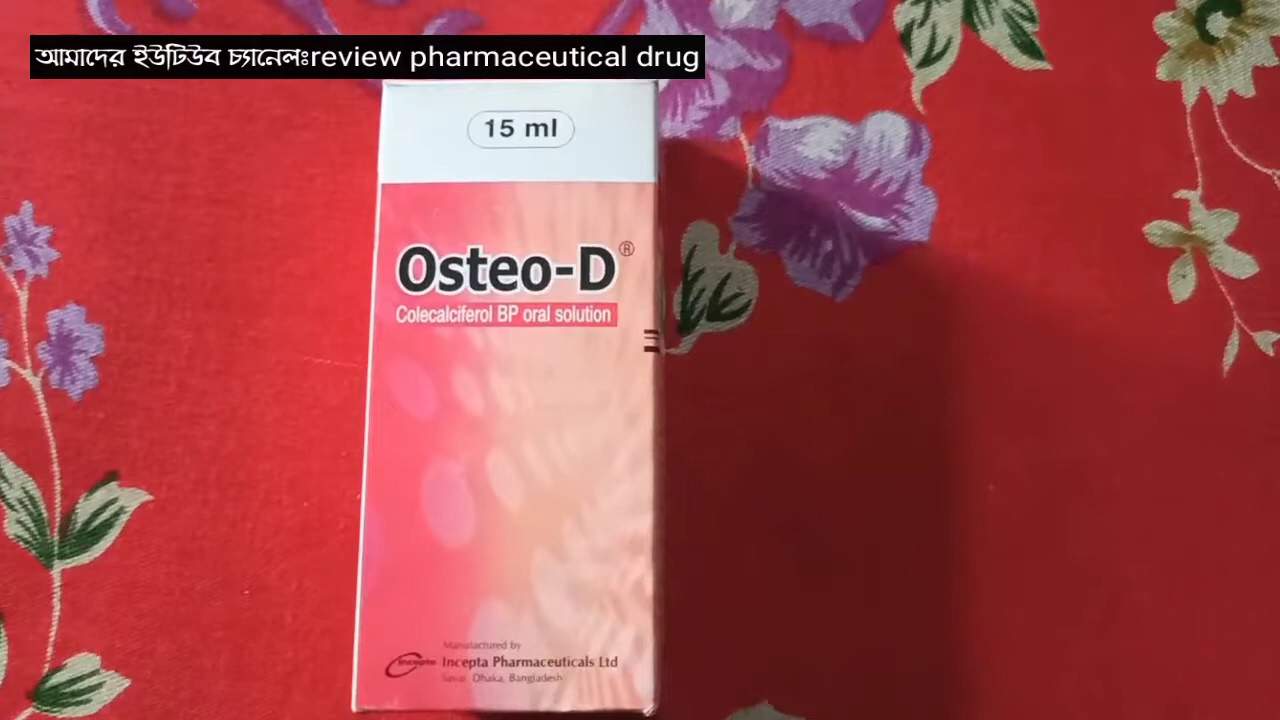 আমাদের ইউটিউব চ্যানেলঃreview pharmaceutical drug
15 ml
Osteo-D®
Colecalciferol BP oral solution
Manufactured by
Incepta
Incepta Pharmaceuticals Ltd
Savar, Dhaka, Bangladesh